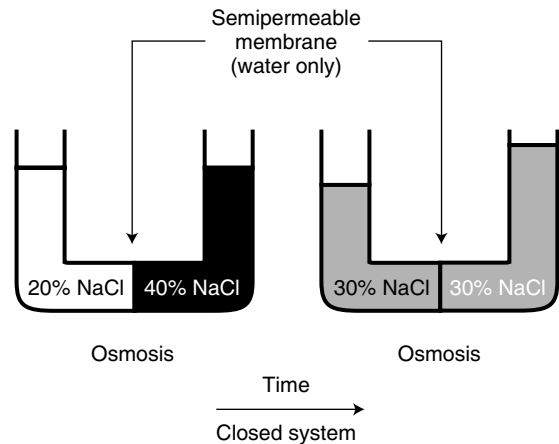 Semipermeable
membrane
(water only)
20% NaCl 40% NaCl 30% NaCl 30% NaCl
Osmosis Osmosis
Time
Closed system